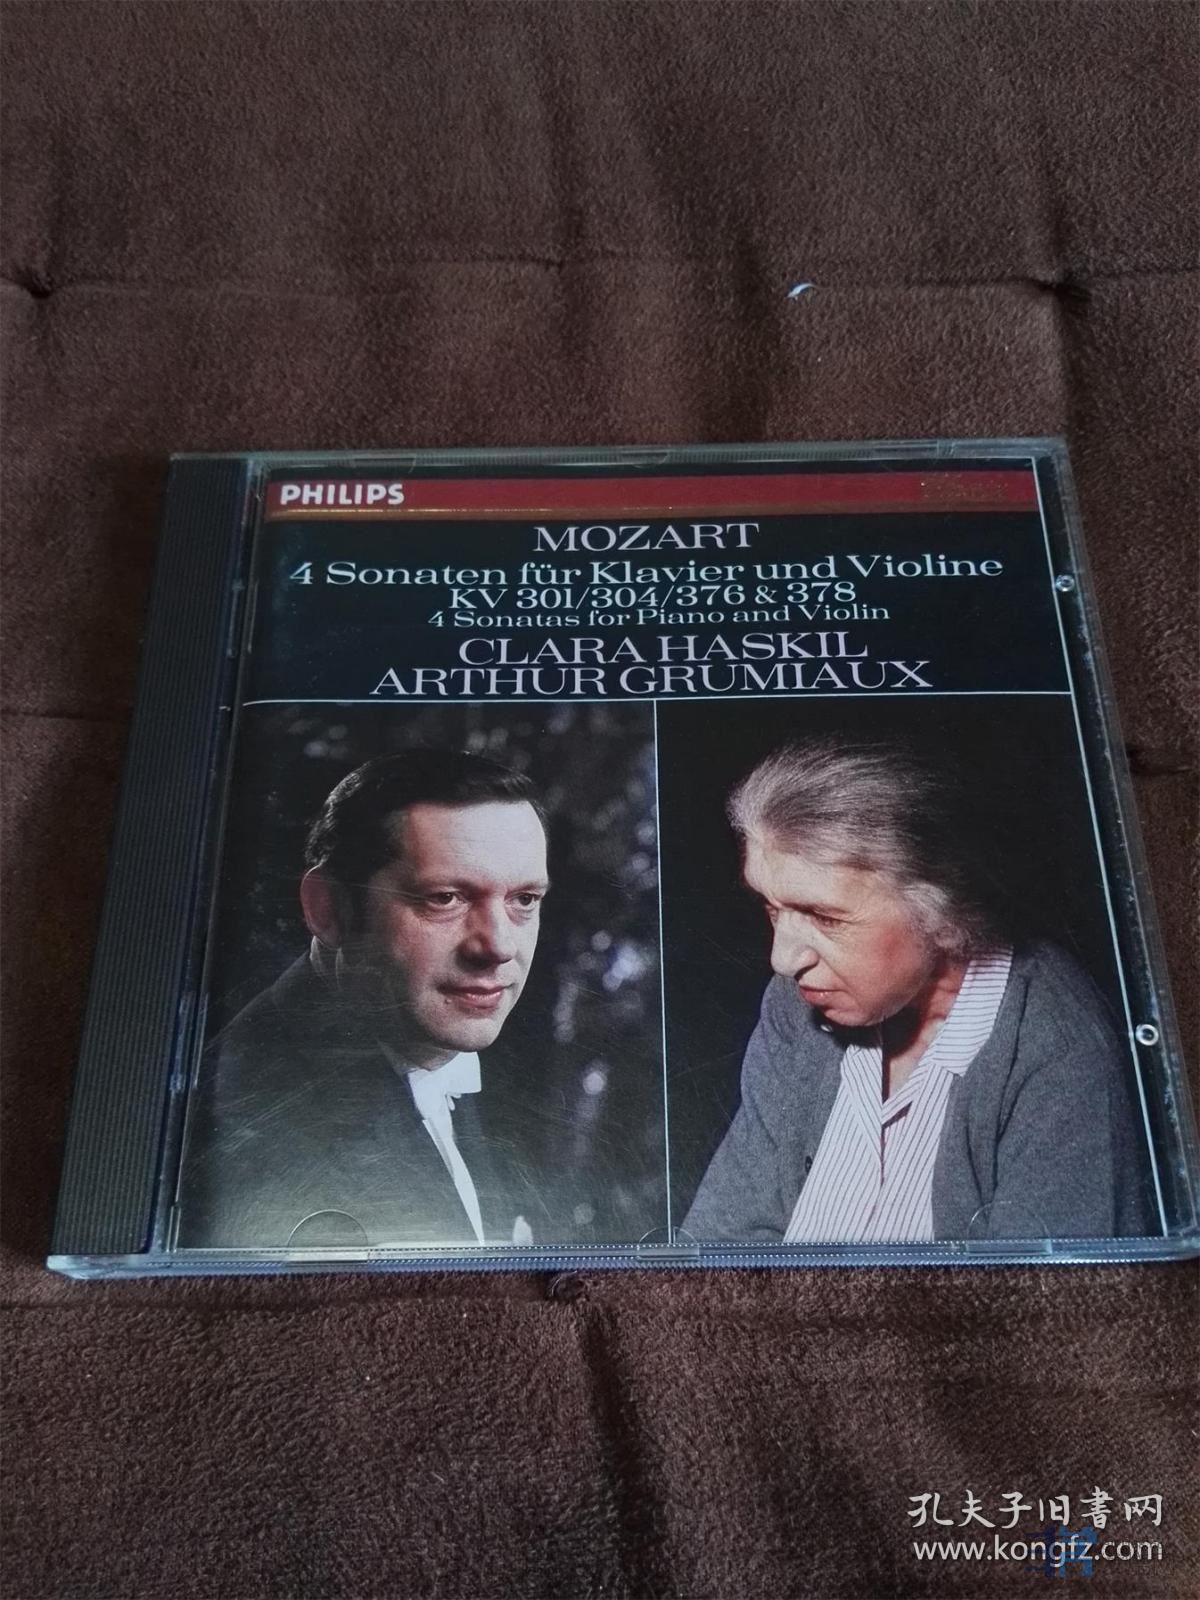 PHILIPS
MOZART
4 Sonaten für Klavier und Violine
KV 301/304/376 & 378
4 Sonatas for Piano and Violin
CLARA HASKIL
ARTHUR GRUMIAUX
孔夫子旧书网
www.kongfz.com